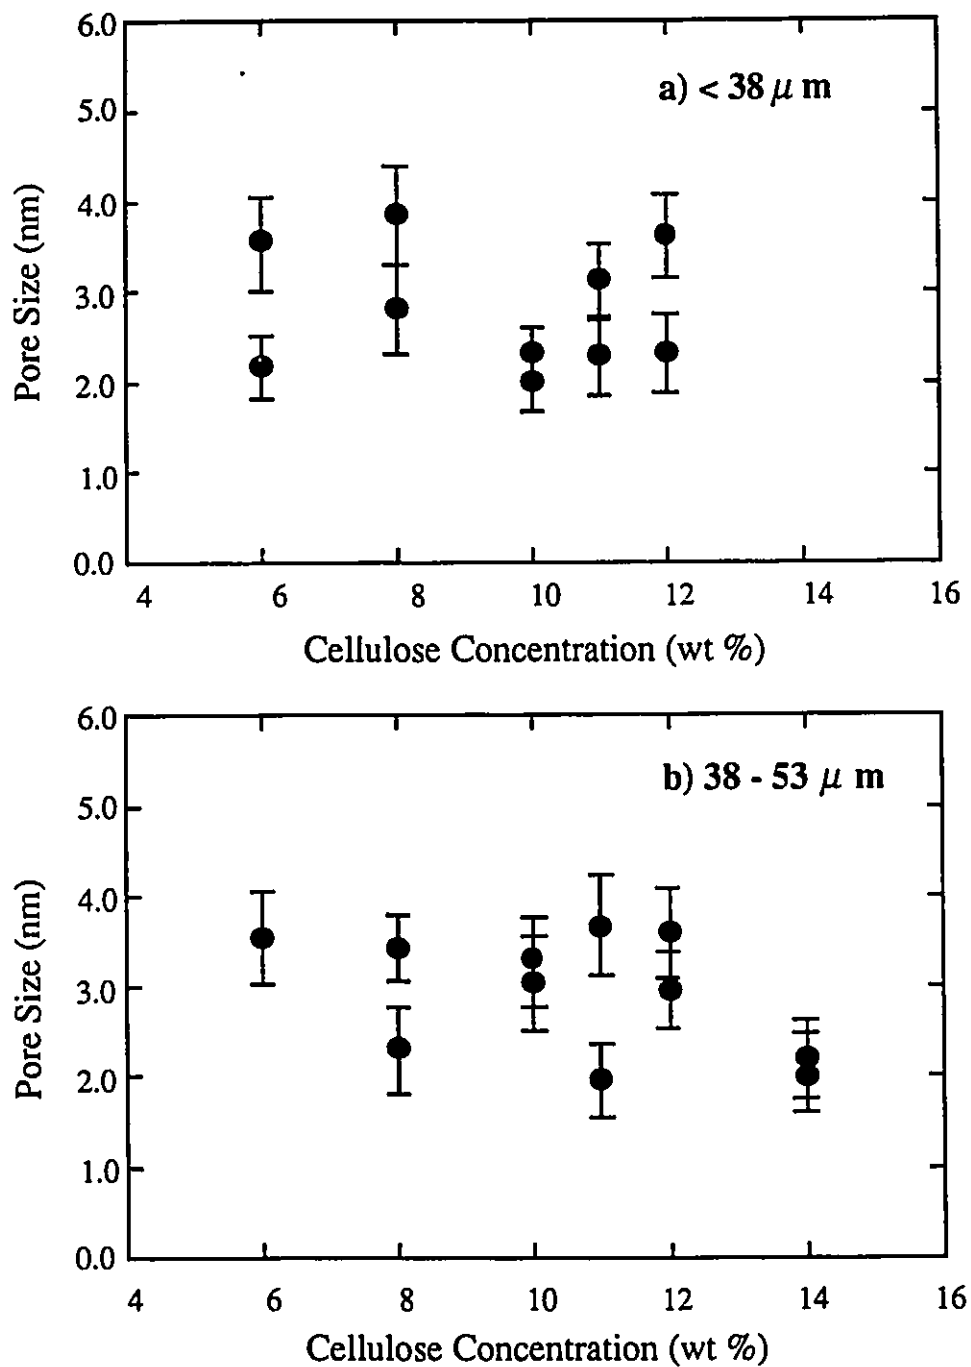 6.0
a) < 38 μ m
5.0
4.0
3.0
2.0
1.0
0.0
Pore Size (nm)
4 6 8 10 12 14 16
Cellulose Concentration (wt %)
6.0
b) 38 - 53 μ m
5.0
4.0
3.0
2.0
1.0
0.0
Pore Size (nm)
4 6 8 10 12 14 16
Cellulose Concentration (wt %)